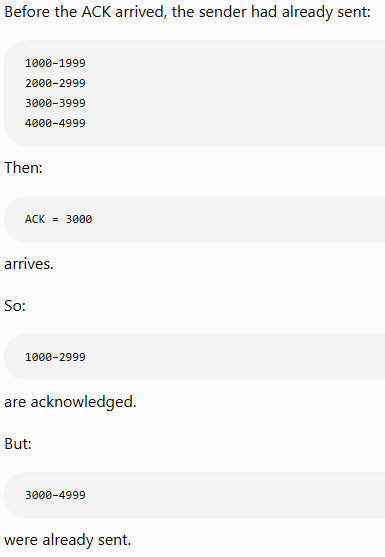 Before the ACK arrived, the sender had already sent:
1000–1999
2000–2999
3000–3999
4000–4999
Then:
ACK = 3000
arrives.
So:
1000–2999
are acknowledged.
But:
3000–4999
were already sent.